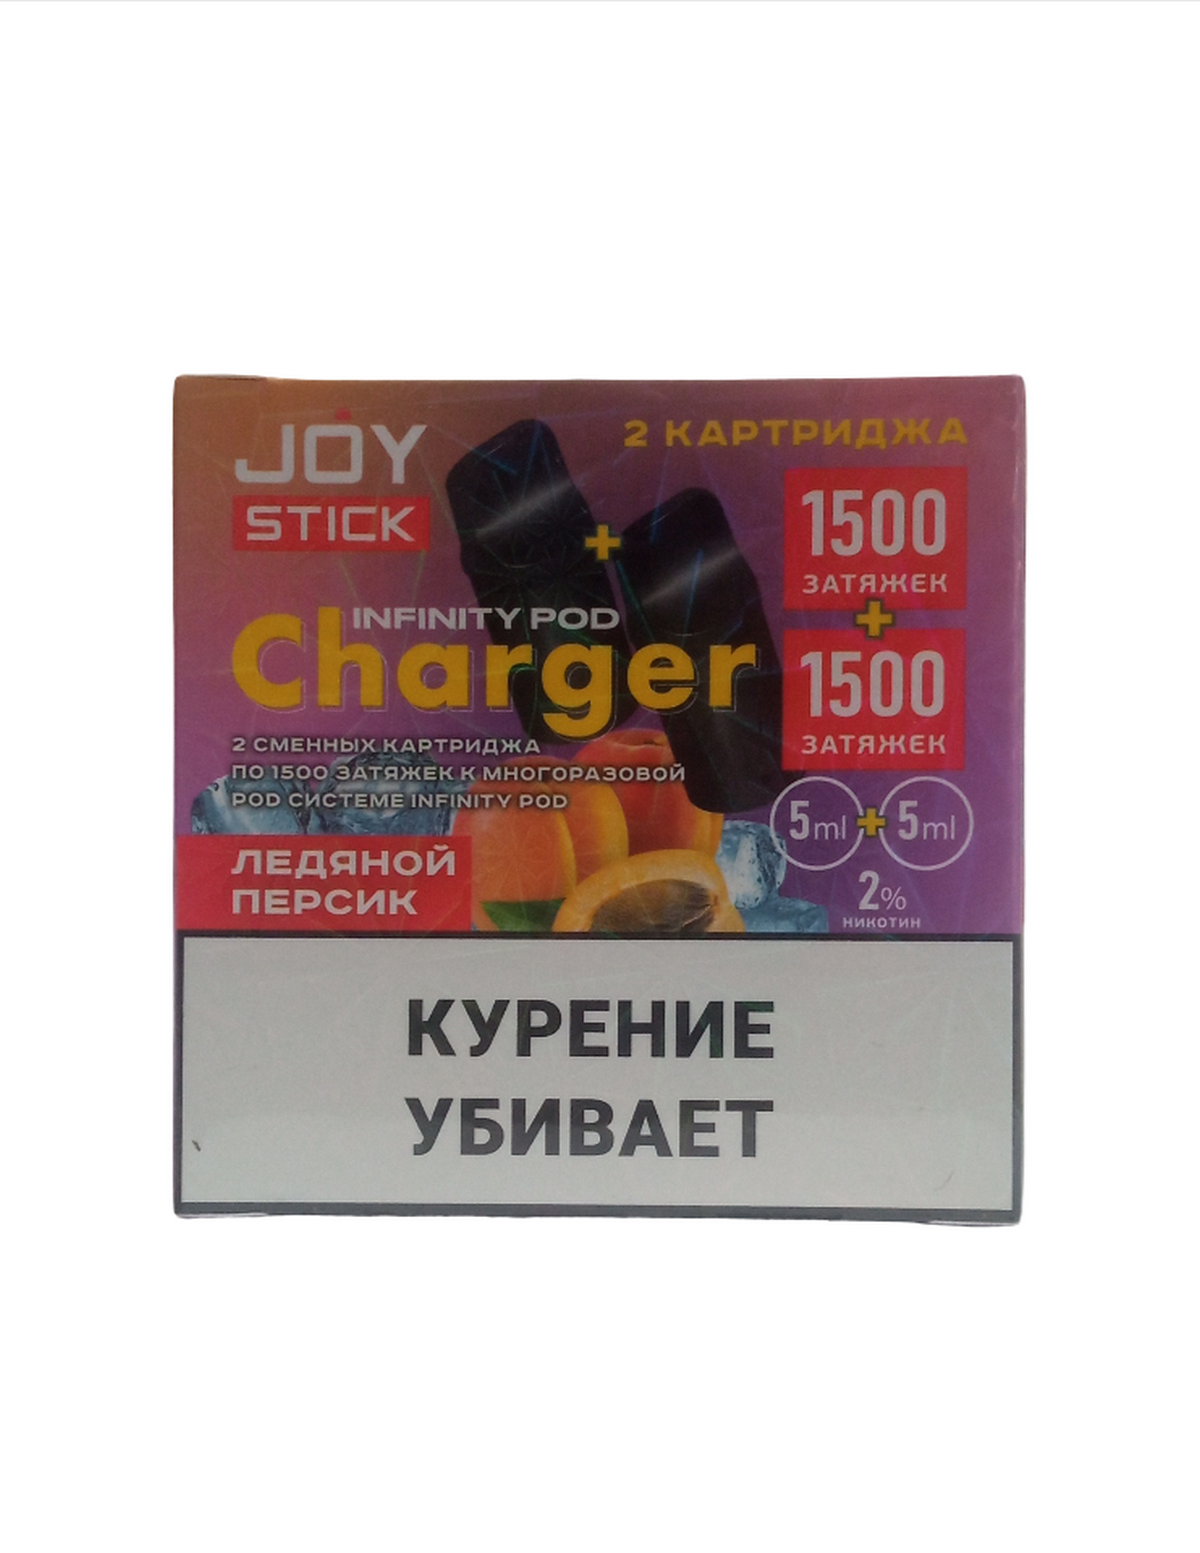 JOY
STICK
2 КАРТРИДЖА
+
1500
ЗАТЯЖЕК
+
1500
ЗАТЯЖЕК
INFINITY POD
Charger
2 СМЕННЫХ КАРТРИДЖА
ПО 1500 ЗАТЯЖЕК К МНОГОРАЗОВОЙ
POD СИСТЕМЕ INFINITY POD
5ml + 5ml
2%
НИКОТИН
ЛЕДЯНОЙ
ПЕРСИК
КУРЕНИЕ
УБИВАЕТ